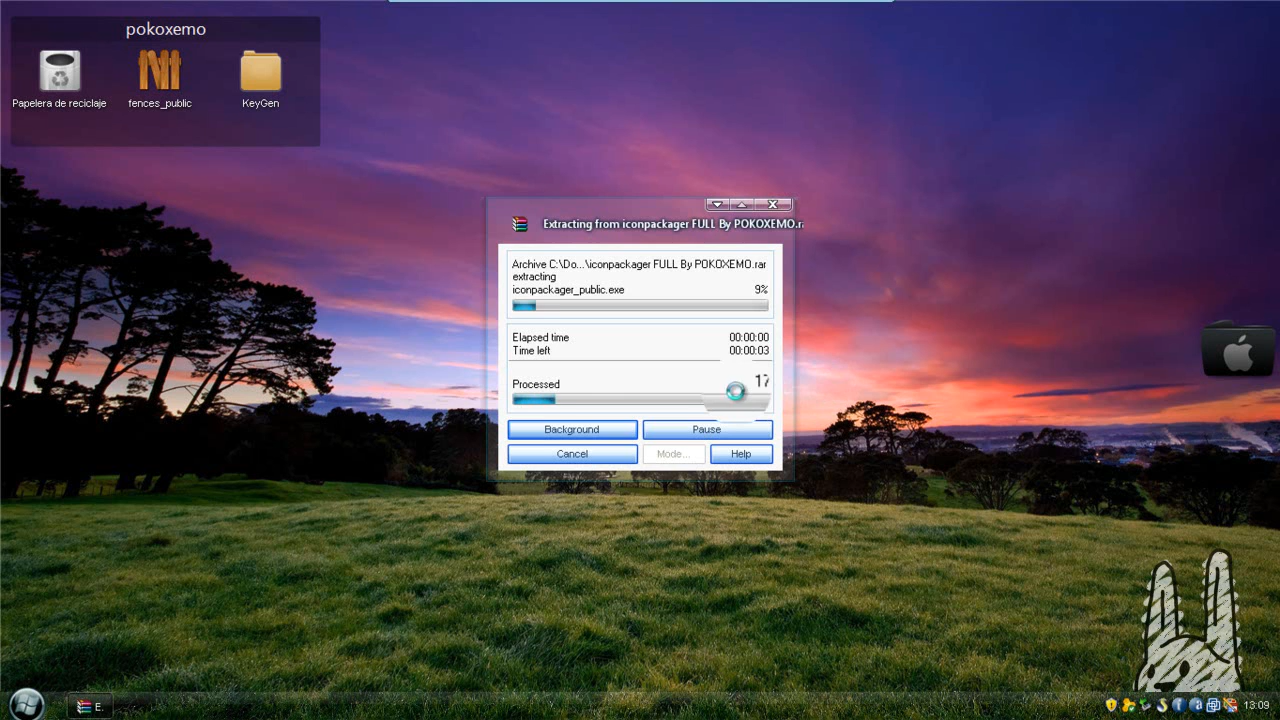 pokoxemo
Papelera de reciclaje
fences_public
KeyGen
Extracting from iconpackager FULL By POKOXEMO.r
Archive C:\Do...\iconpackager FULL By POKOXEMO.rar
extracting
iconpackager_public.exe 9%
Elapsed time 00:00:00
Time left 00:00:03
Processed 17
Background Pause
Cancel Mode... Help
E.
13:09